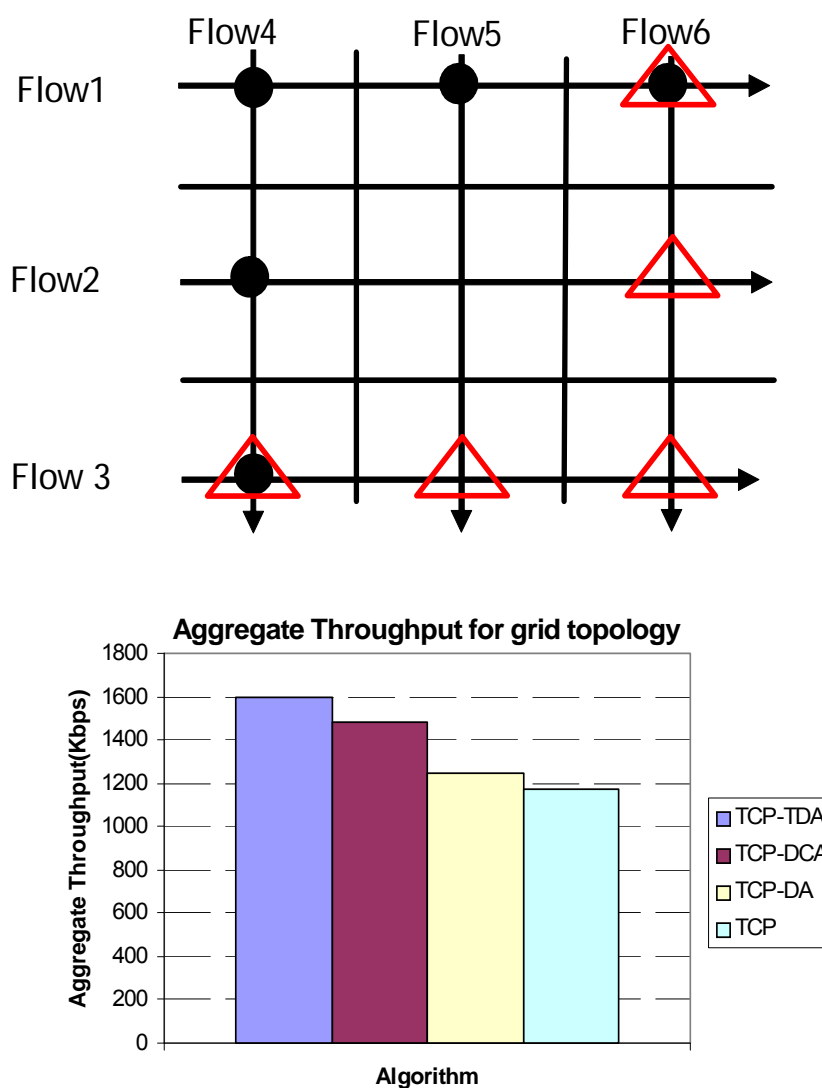 Flow4 Flow5 Flow6
Flow1
Flow2
Flow 3
Aggregate Throughput for grid topology
Aggregate Throughput(Kbps)
1800
1600
1400
1200
1000
800
600
400
200
0
Algorithm
TCP-TDA
TCP-DCA
TCP-DA
TCP